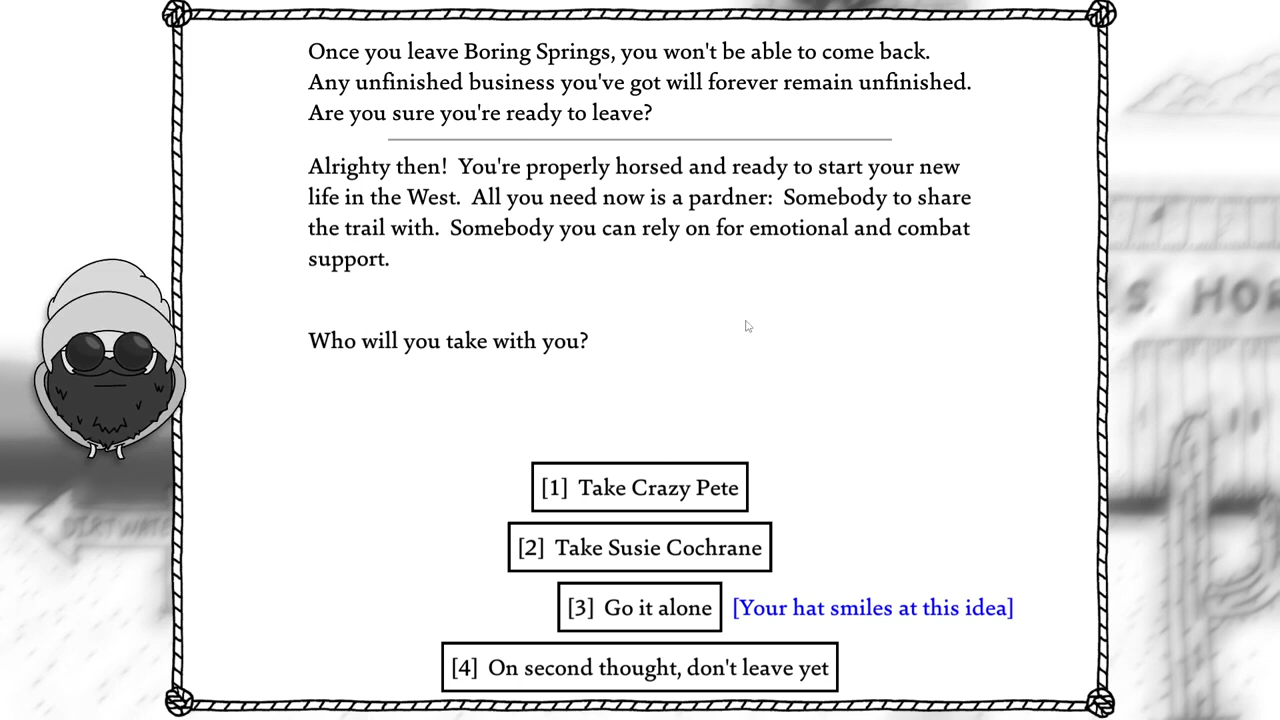 Once you leave Boring Springs, you won't be able to come back.
Any unfinished business you've got will forever remain unfinished.
Are you sure you're ready to leave?
Alrighty then!  You're properly horsed and ready to start your new
life in the West.  All you need now is a pardner:  Somebody to share
the trail with.  Somebody you can rely on for emotional and combat
support.
Who will you take with you?
[1]  Take Crazy Pete
[2]  Take Susie Cochrane
[3]  Go it alone [Your hat smiles at this idea]
[4]  On second thought, don't leave yet